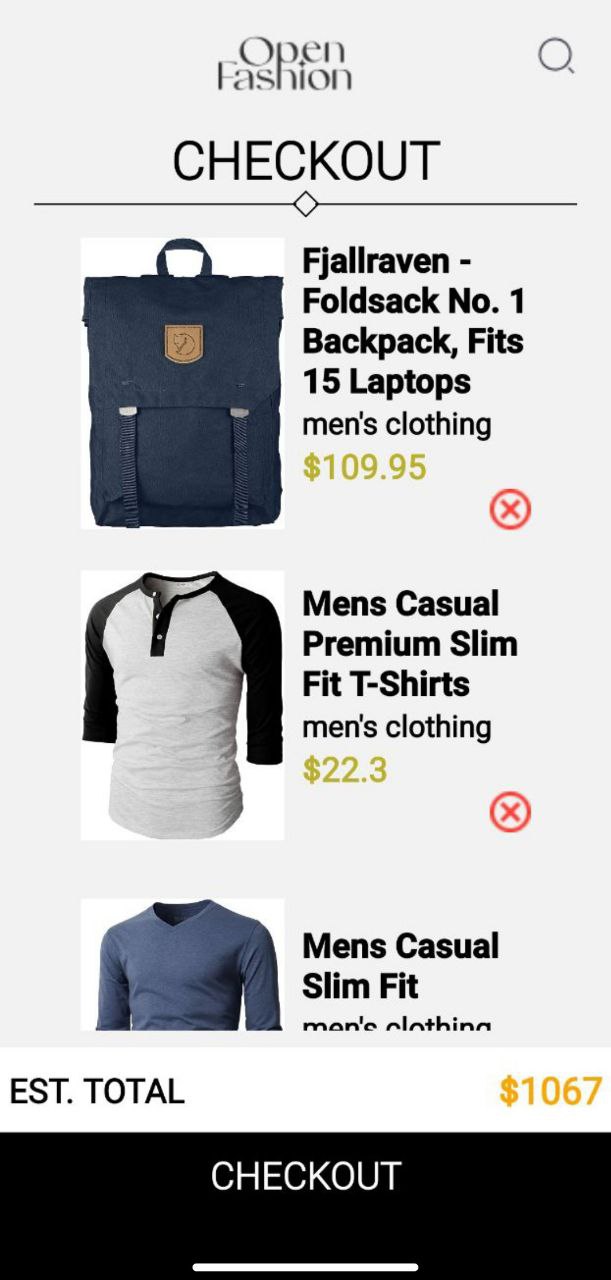 Open
Fashion
CHECKOUT
Fjallraven -
Foldsack No. 1
Backpack, Fits
15 Laptops
men's clothing
$109.95
Mens Casual
Premium Slim
Fit T-Shirts
men's clothing
$22.3
Mens Casual
Slim Fit
men's clothing
EST. TOTAL
$1067
CHECKOUT